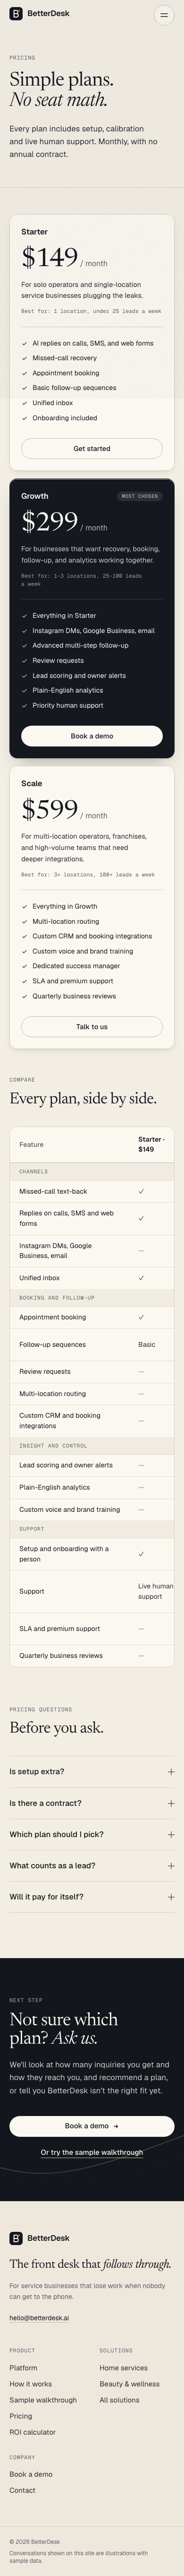 BetterDesk
PRICING
Simple plans.
No seat math.
Every plan includes setup, calibration
and live human support. Monthly, with no
annual contract.
Starter
$149 / month
For solo operators and single-location
service businesses plugging the leaks.
Best for: 1 location, under 25 leads a week
AI replies on calls, SMS, and web forms
Missed-call recovery
Appointment booking
Basic follow-up sequences
Unified inbox
Onboarding included
Get started
Growth
MOST CHOSEN
$299 / month
For businesses that want recovery, booking,
follow-up, and analytics working together.
Best for: 1–3 locations, 25–100 leads
a week
Everything in Starter
Instagram DMs, Google Business, email
Advanced multi-step follow-up
Review requests
Lead scoring and owner alerts
Plain-English analytics
Priority human support
Book a demo
Scale
$599 / month
For multi-location operators, franchises,
and high-volume teams that need
deeper integrations.
Best for: 3+ locations, 100+ leads a week
Everything in Growth
Multi-location routing
Custom CRM and booking integrations
Custom voice and brand training
Dedicated success manager
SLA and premium support
Quarterly business reviews
Talk to us
COMPARE
Every plan, side by side.
Feature
Starter ·
$149
CHANNELS
Missed-call text-back
Replies on calls, SMS and web
forms
Instagram DMs, Google
Business, email
—
Unified inbox
BOOKING AND FOLLOW-UP
Appointment booking
Follow-up sequences
Basic
Review requests
—
Multi-location routing
—
Custom CRM and booking
integrations
—
INSIGHT AND CONTROL
Lead scoring and owner alerts
—
Plain-English analytics
—
Custom voice and brand training
—
SUPPORT
Setup and onboarding with a
person
Support
Live human
support
SLA and premium support
—
Quarterly business reviews
—
PRICING QUESTIONS
Before you ask.
Is setup extra?
Is there a contract?
Which plan should I pick?
What counts as a lead?
Will it pay for itself?
NEXT STEP
Not sure which
plan? Ask us.
We'll look at how many inquiries you get and
how they reach you, and recommend a plan,
or tell you BetterDesk isn't the right fit yet.
Book a demo →
Or try the sample walkthrough
BetterDesk
The front desk that follows through.
For service businesses that lose work when nobody
can get to the phone.
hello@betterdesk.ai
PRODUCT
SOLUTIONS
Platform
Home services
How it works
Beauty & wellness
Sample walkthrough
All solutions
Pricing
ROI calculator
COMPANY
Book a demo
Contact
© 2026 BetterDesk
Conversations shown on this site are illustrations with
sample data.